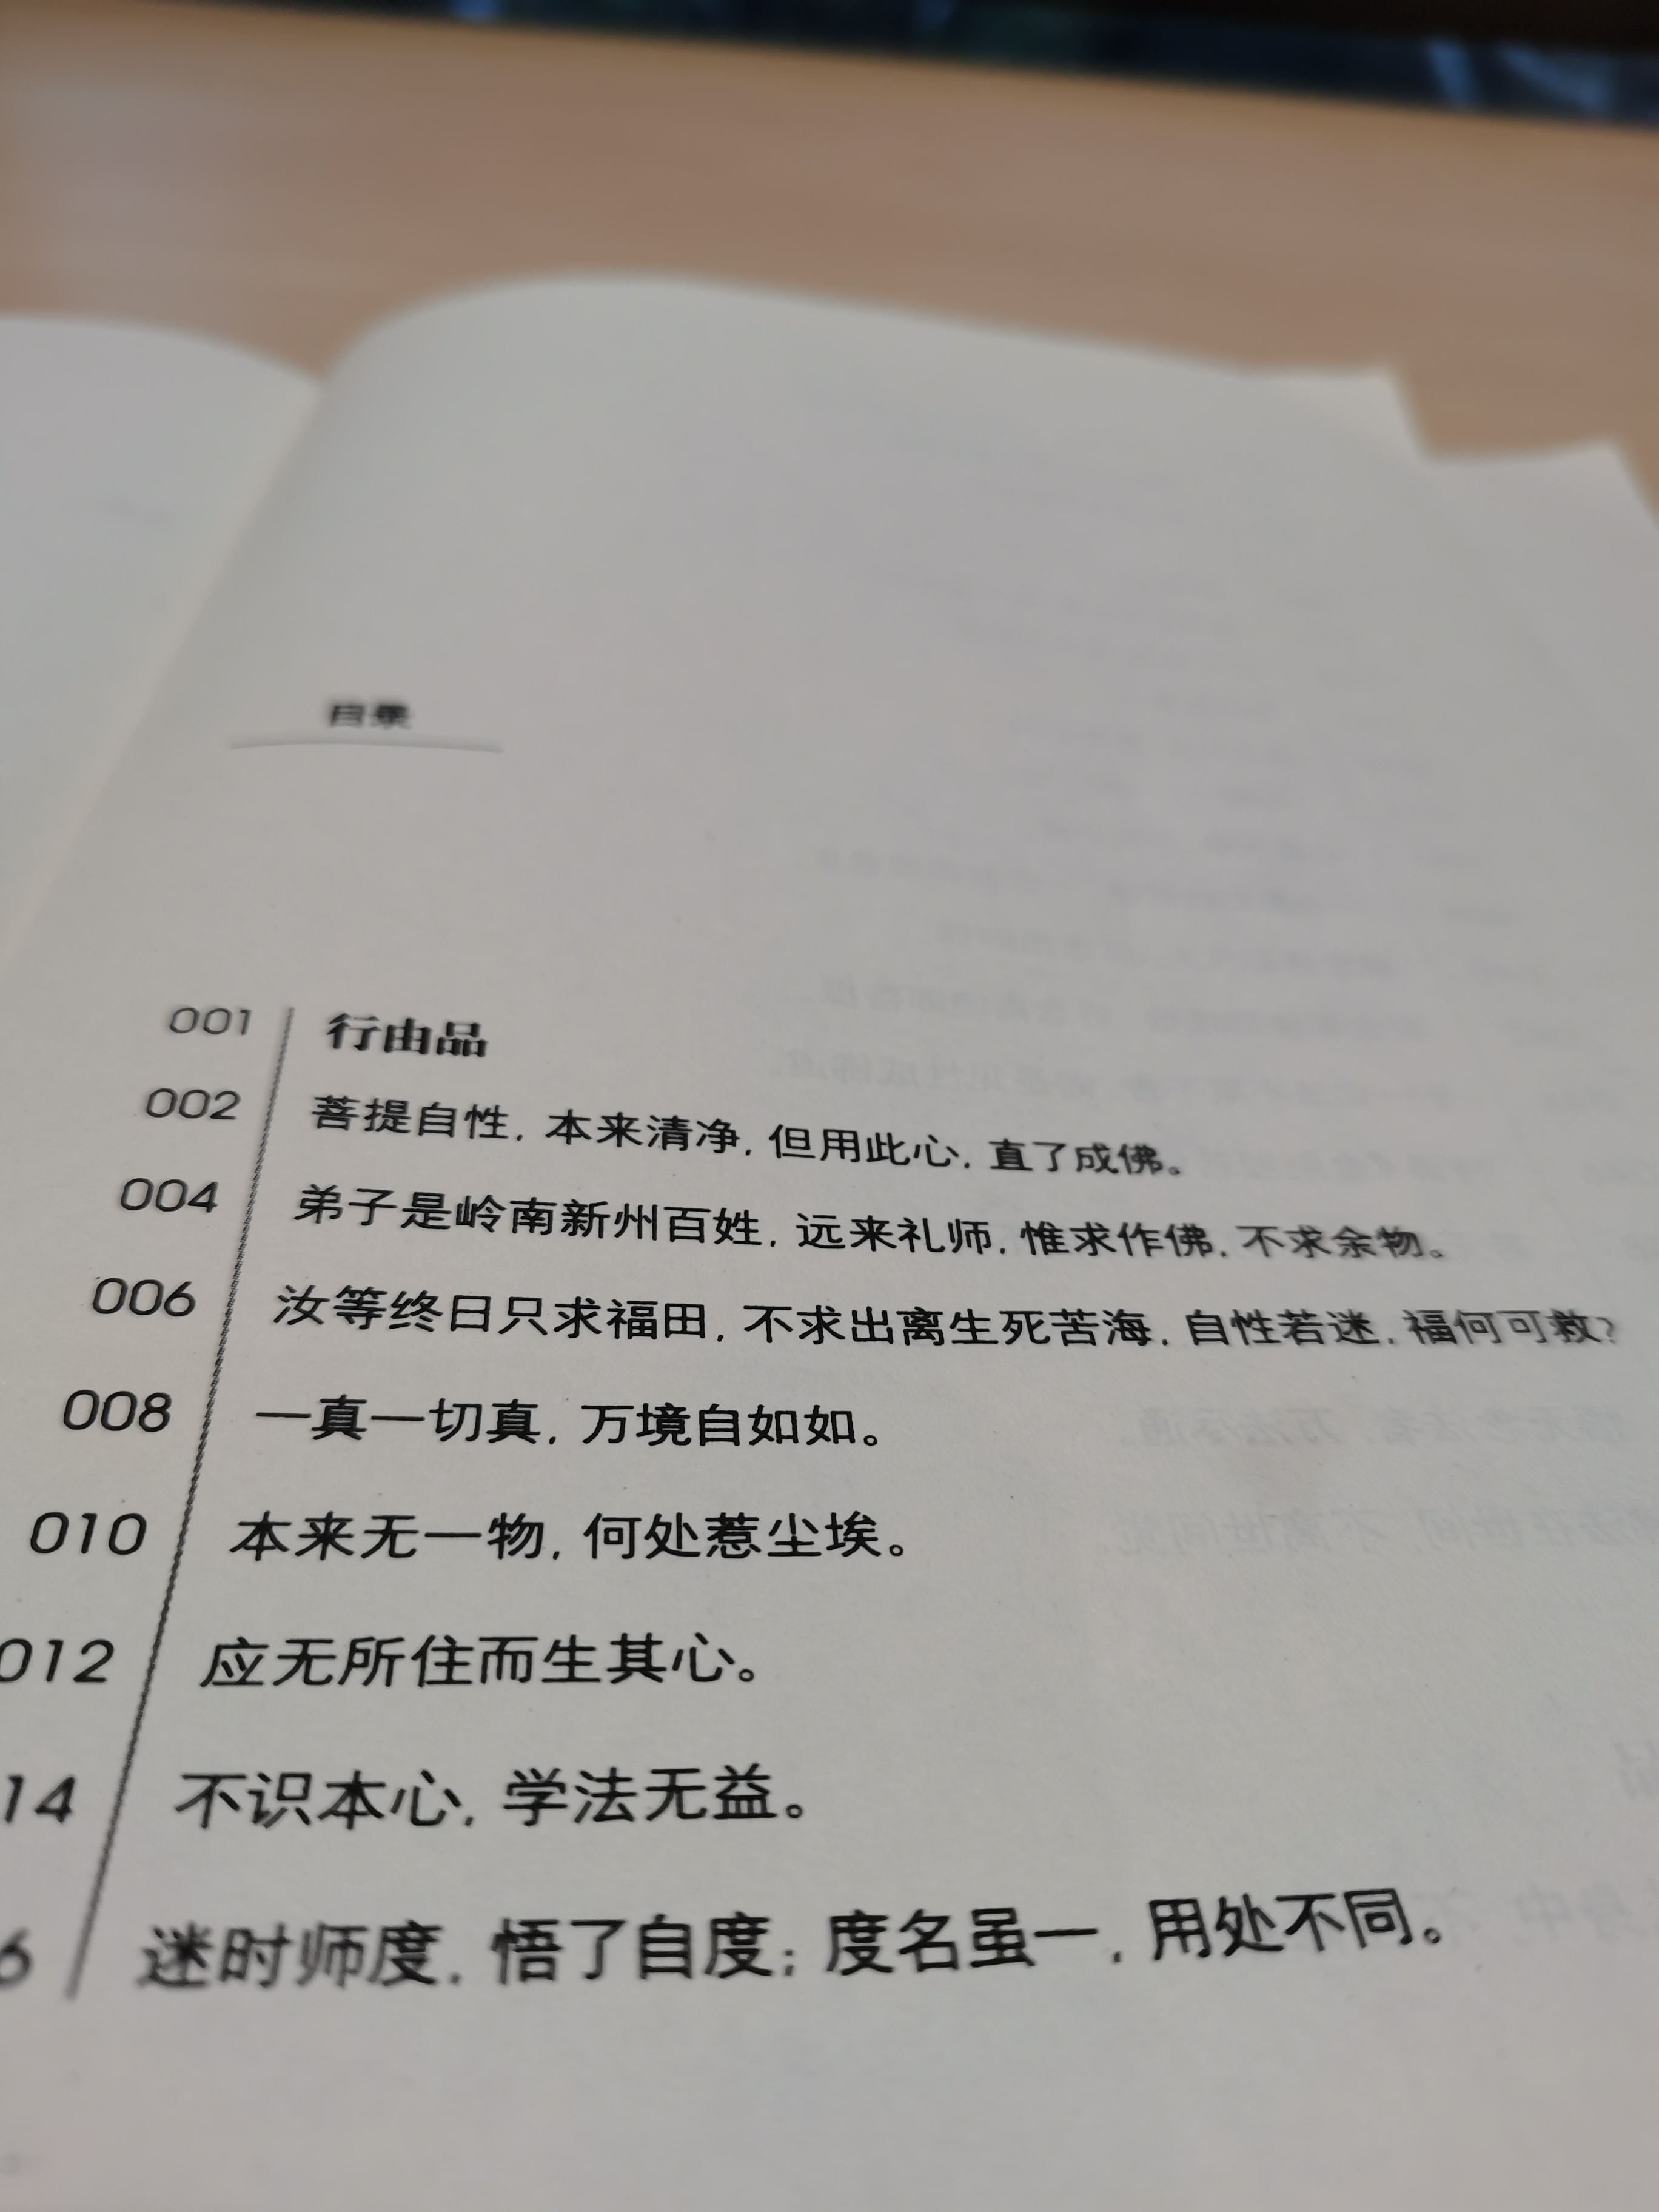 目录
001 行由品
002 菩提自性，本来清净，但用此心，直了成佛。
004 弟子是岭南新州百姓，远来礼师，惟求作佛，不求余物。
006 汝等终日只求福田，不求出离生死苦海，自性若迷，福何可救？
008 一真一切真，万境自如如。
010 本来无一物，何处惹尘埃。
012 应无所住而生其心。
14 不识本心，学法无益。
6 迷时师度，悟了自度；度名虽一，用处不同。